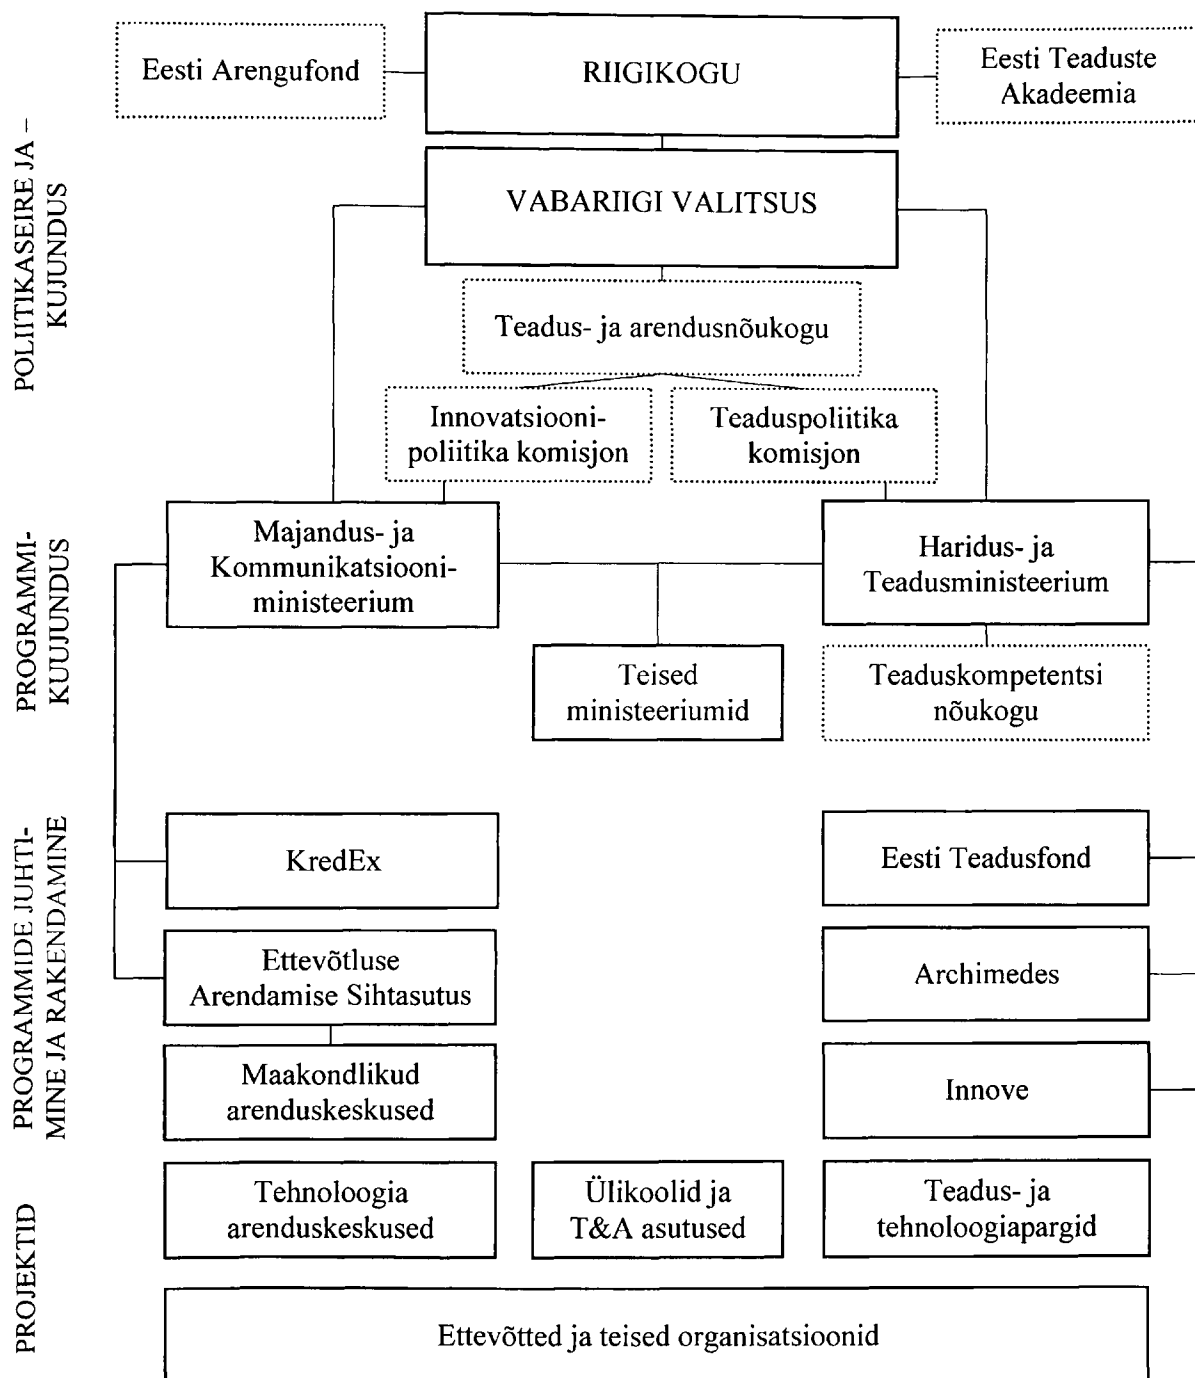 Eesti Arengufond
RIIGIKOGU
Eesti Teaduste
Akadeemia
POLIITIKASEIRE JA –
KUJUNDUS
VABARIIGI VALITSUS
Teadus- ja arendusnõukogu
Innovatsiooni-
poliitika komisjon
Teaduspoliitika
komisjon
PROGRAMMI-
KUUJUNDUS
Majandus- ja
Kommunikatsiooni-
ministeerium
Haridus- ja
Teadusministeerium
Teised
ministeeriumid
Teaduskompetentsi
nõukogu
PROGRAMMIDE JUHTI-
MINE JA RAKENDAMINE
KredEx
Eesti Teadusfond
Ettevõtluse
Arendamise Sihtasutus
Archimedes
Maakondlikud
arenduskeskused
Innove
PROJEKTID
Tehnoloogia
arenduskeskused
Ülikoolid ja
T&A asutused
Teadus- ja
tehnoloogiapargid
Ettevõtted ja teised organisatsioonid